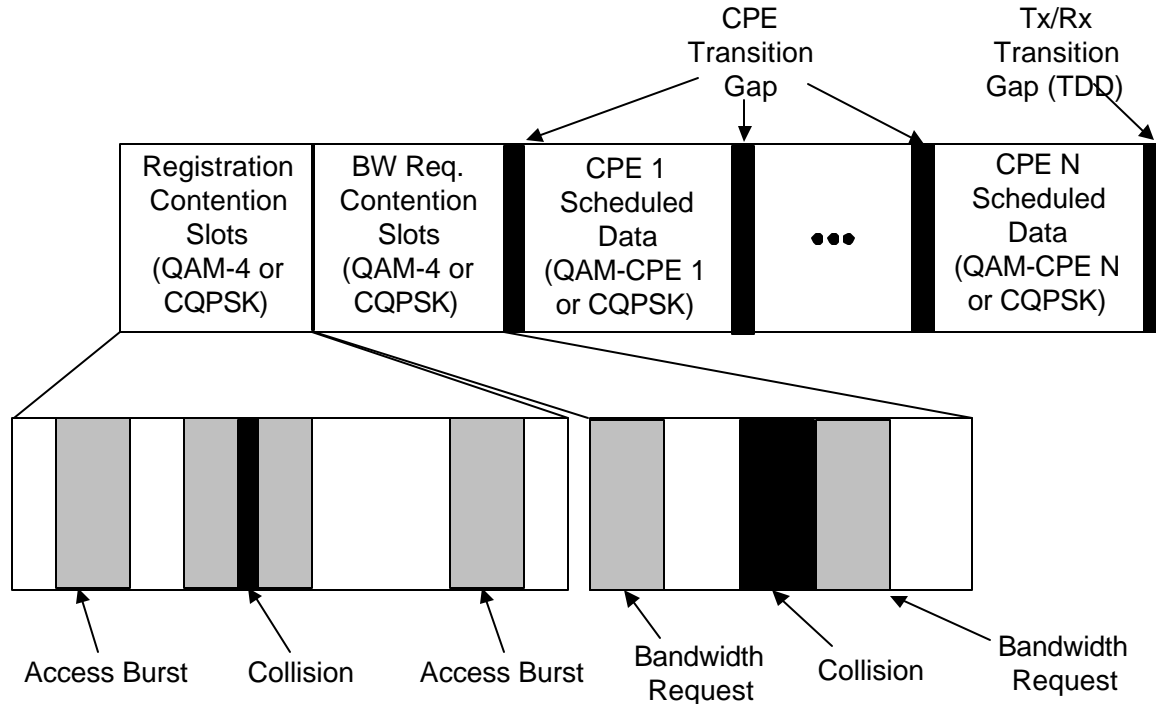 CPE
Transition
Gap
Tx/Rx
Transition
Gap (TDD)
Registration
Contention
Slots
(QAM-4 or
CQPSK)
BW Req.
Contention
Slots
(QAM-4 or
CQPSK)
CPE 1
Scheduled
Data
(QAM-CPE 1
or CQPSK)
•••
CPE N
Scheduled
Data
(QAM-CPE N
or CQPSK)
Access Burst
Collision
Access Burst
Bandwidth
Request
Collision
Bandwidth
Request